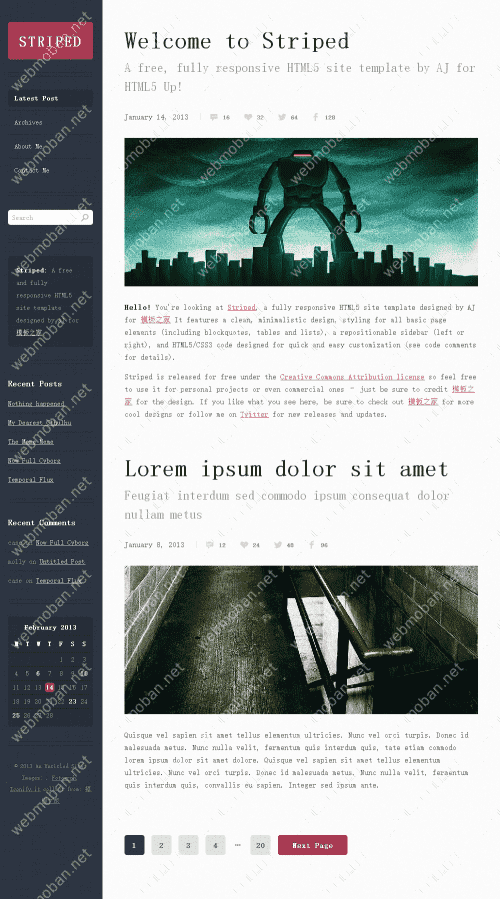 STRIPED
Latest Post
Archives
About Me
Contact Me
Search
Striped: A free
and fully
responsive HTML5
site template
designed by AJ for
模板之家
Recent Posts
Nothing happened
My Dearest Cthulhu
The Meme Meme
Now Full Cyborg
Temporal Flux
Recent Comments
case on Now Full Cyborg
molly on Untitled Post
case on Temporal Flux
February 2013
M T W T F S S
1 2 3
4 5 6 7 8 9 10
11 12 13 14 15 16 17
18 19 20 21 22 23 24
25 26 27 28
Welcome to Striped
A free, fully responsive HTML5 site template by AJ for
HTML5 Up!
January 14, 2013 16 32 64 128
Hello! You're looking at Striped, a fully responsive HTML5 site template designed by AJ
for 模板之家 It features a clean, minimalistic design, styling for all basic page
elements (including blockquotes, tables and lists), a repositionable sidebar (left or
right), and HTML5/CSS3 code designed for quick and easy customization (see code comments
for details).
Striped is released for free under the Creative Commons Attribution license so feel free
to use it for personal projects or even commercial ones – just be sure to credit 模板之
家 for the design. If you like what you see here, be sure to check out 模板之家 for more
cool designs or follow me on Twitter for new releases and updates.
Lorem ipsum dolor sit amet
Feugiat interdum sed commodo ipsum consequat dolor
nullam metus
January 8, 2013 12 24 48 96
Quisque vel sapien sit amet tellus elementum ultricies. Nunc vel orci turpis. Donec id
malesuada metus. Nunc nulla velit, fermentum quis interdum quis, tate etiam commodo
lorem ipsum dolor sit amet dolore. Quisque vel sapien sit amet tellus elementum
ultricies. Nunc vel orci turpis. Donec id malesuada metus. Nunc nulla velit, fermentum
quis interdum quis, convallis eu sapien. Integer sed ipsum ante.
1 2 3 4 … 20 Next Page
webmoban.net